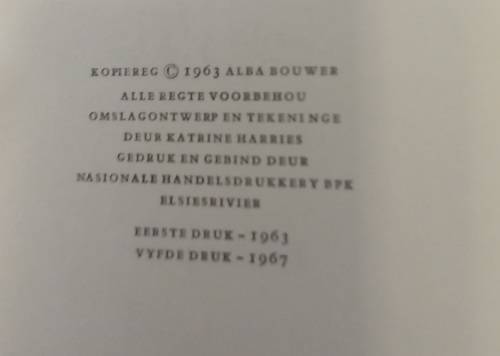 KOPIEREG © 1963 ALBA BOUWER
ALLE REGTE VOORBEHOU
OMSLAGONTWERP EN TEKENINGE
DEUR KATRINE HARRIES
GEDRUK EN GEBIND DEUR
NASIONALE HANDELSDRUKKERY BPK
ELSIESRIVIER
EERSTE DRUK – 1963
VYFDE DRUK – 1967